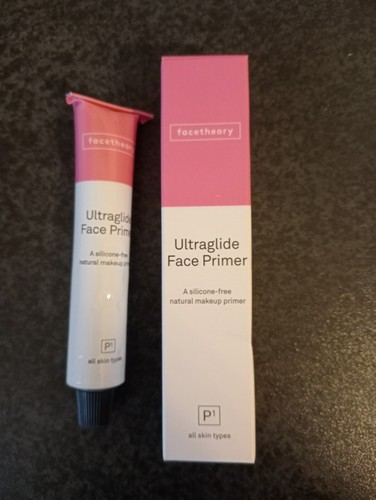 facetheory
Ultraglide
Face Prime
A silicone-free
natural makeup
P1
all skin types
facetheory
Ultraglide
Face Primer
A silicone-free
natural makeup primer
P1
all skin types